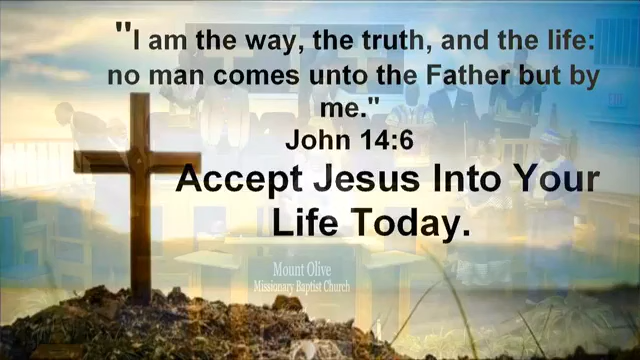 "I am the way, the truth, and the life:
no man comes unto the Father but by
me."
John 14:6
Accept Jesus Into Your
Life Today.
Mount Olive
Missionary Baptist Church